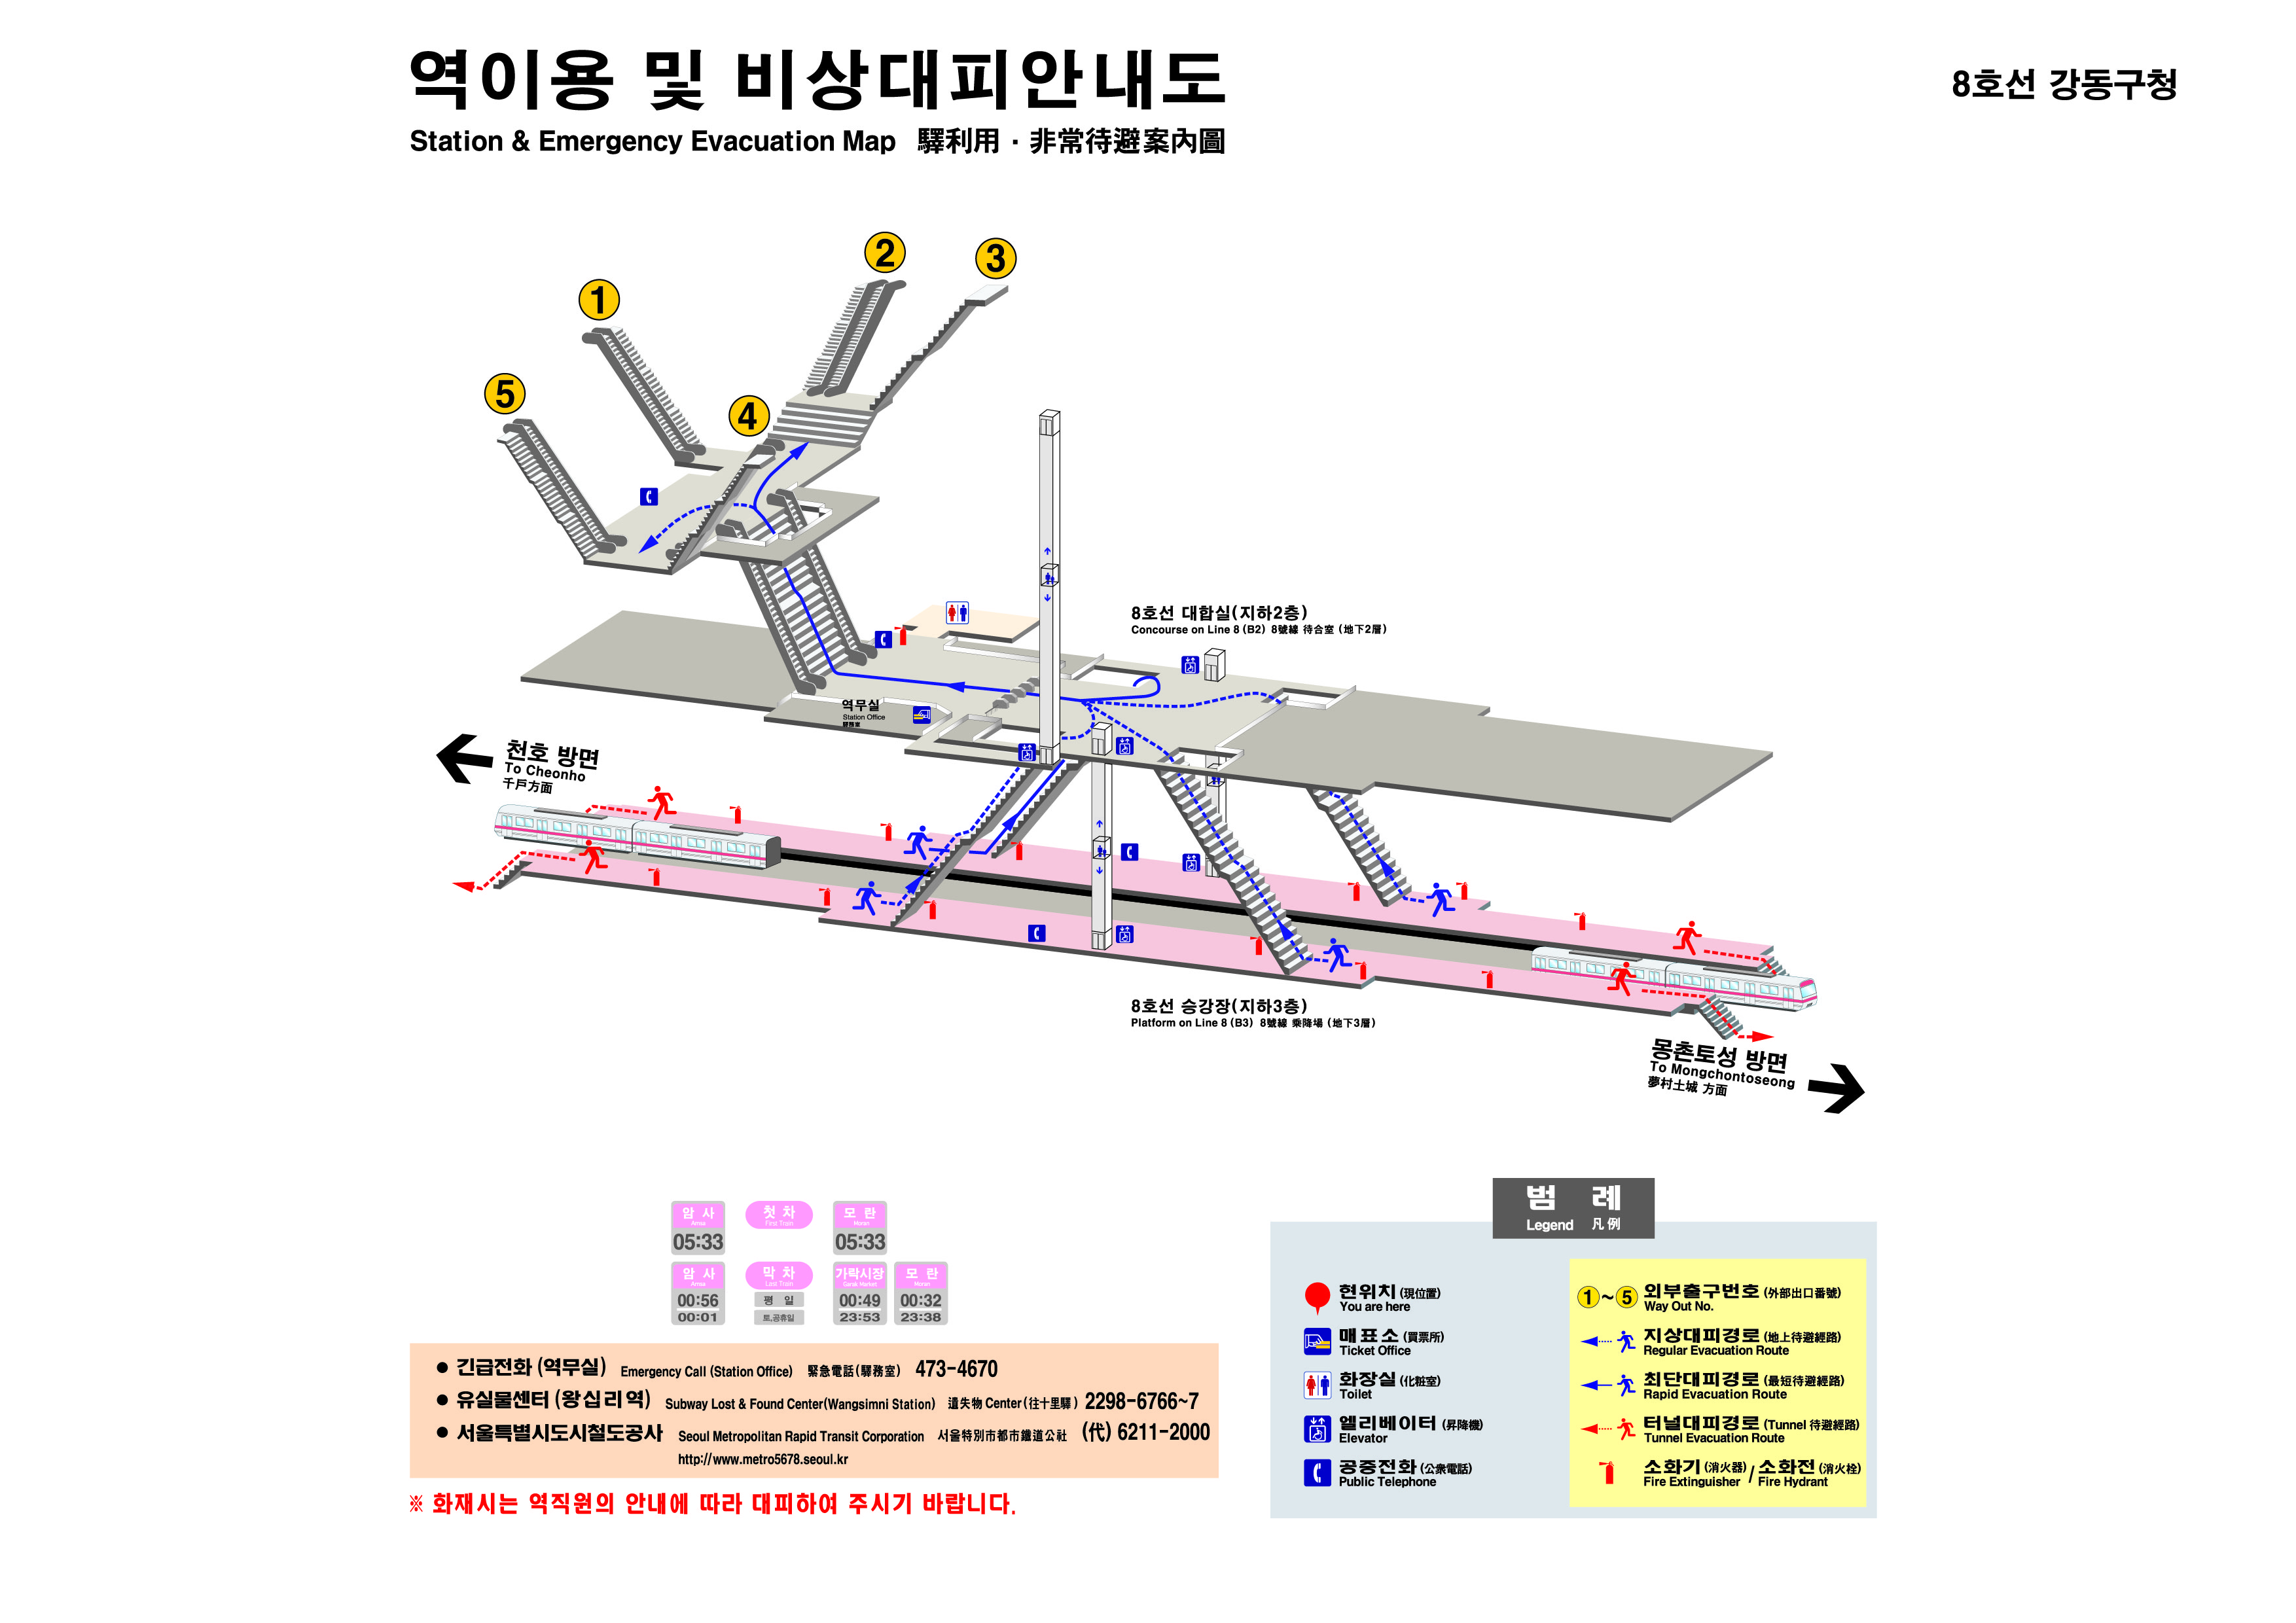 역이용 및 비상대피안내도
Station & Emergency Evacuation Map 驛利用 · 非常待避案內圖
8호선 강동구청
1
2
3
4
5
8호선 대합실(지하2층)
Concourse on Line 8 (B2) 8號線 待合室 (地下2層)
역무실
Station Office
驛務室
천호 방면
To Cheonho
千戶方面
8호선 승강장(지하3층)
Platform on Line 8 (B3) 8號線 乘降場 (地下3層)
몽촌토성 방면
To Mongchontoseong
夢村土城 方面
암 사 첫 차 모 란
Amsa First Train Moran
05:33 05:33
암 사 막 차 가락시장 모 란
Amsa Last Train Garak Market Moran
00:56 평 일 00:49 00:32
00:01 토,공휴일 23:53 23:38
● 긴급전화 (역무실) Emergency Call (Station Office) 緊急電話(驛務室) 473-4670
● 유실물센터 (왕십리역) Subway Lost & Found Center(Wangsimni Station) 遺失物 Center(往十里驛) 2298-6766~7
● 서울특별시도시철도공사 Seoul Metropolitan Rapid Transit Corporation 서울特別市都市鐵道公社 (代) 6211-2000
http://www.metro5678.seoul.kr
※ 화재시는 역직원의 안내에 따라 대피하여 주시기 바랍니다.
범 례
Legend 凡例
현위치 (現位置)
You are here
매표소 (買票所)
Ticket Office
화장실 (化粧室)
Toilet
엘리베이터 (昇降機)
Elevator
공중전화 (公衆電話)
Public Telephone
1~5 외부출구번호 (外部出口番號)
Way Out No.
지상대피경로 (地上待避經路)
Regular Evacuation Route
최단대피경로 (最短待避經路)
Rapid Evacuation Route
터널대피경로 (Tunnel 待避經路)
Tunnel Evacuation Route
소화기 (消火器) / 소화전 (消火栓)
Fire Extinguisher / Fire Hydrant